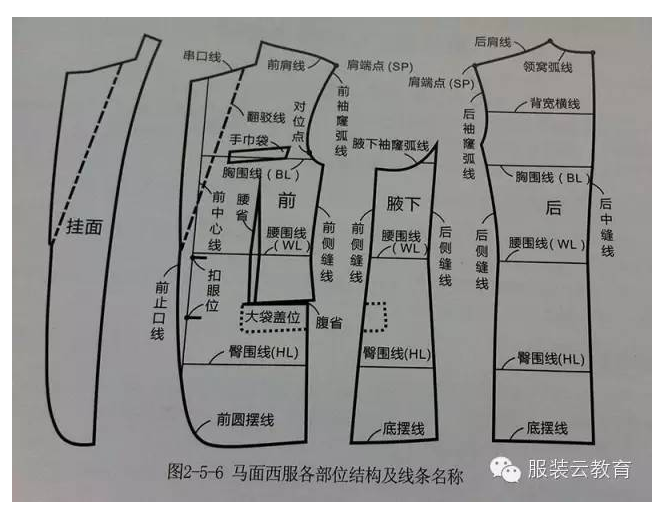 串口线
前肩线
肩端点 (SP)
后肩线
领窝弧线
肩端点 (SP)
翻驳线
对位点
前袖窿弧线
背宽横线
手巾袋
腋下袖窿弧线
后袖窿弧线
胸围线 (BL)
胸围线 (BL)
前中心线
腰省
前
腋下
后
挂面
腰围线
(WL)
前侧缝线
前侧缝线
腰围线
(WL)
后侧缝线
后侧缝线
腰围线
(WL)
后中缝线
前止口线
扣眼位
大袋盖位
腹省
臀围线(HL)
臀围线(HL)
臀围线(HL)
前圆摆线
底摆线
底摆线
图2-5-6 马面西服各部位结构及线条名称
服装云教育